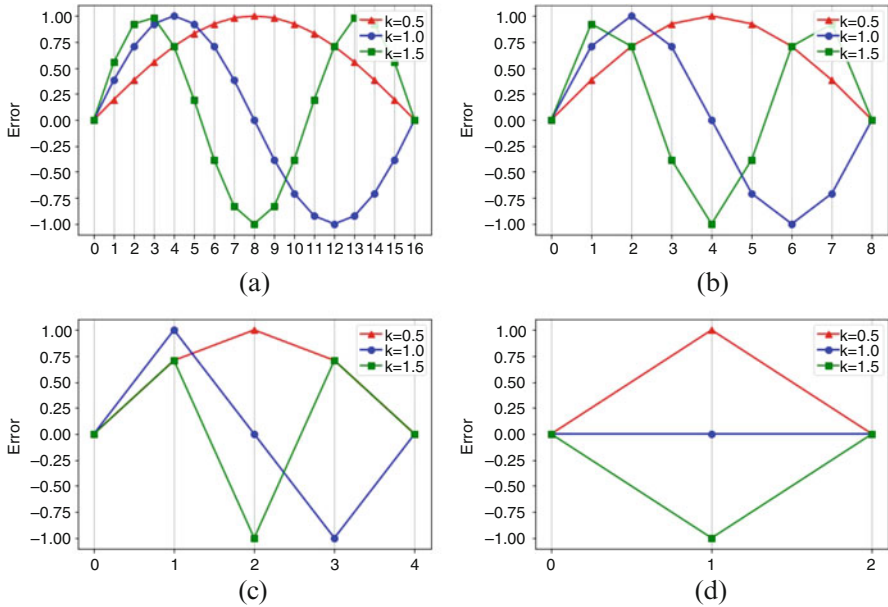 1.00
0.75
0.50
0.25
0.00
−0.25
−0.50
−0.75
−1.00
Error
k=0.5
k=1.0
k=1.5
0 1 2 3 4 5 6 7 8 9 10 11 12 13 14 15 16
(a)
1.00
0.75
0.50
0.25
0.00
−0.25
−0.50
−0.75
−1.00
Error
k=0.5
k=1.0
k=1.5
0 1 2 3 4 5 6 7 8
(b)
1.00
0.75
0.50
0.25
0.00
−0.25
−0.50
−0.75
−1.00
Error
k=0.5
k=1.0
k=1.5
0 1 2 3 4
(c)
1.00
0.75
0.50
0.25
0.00
−0.25
−0.50
−0.75
−1.00
Error
k=0.5
k=1.0
k=1.5
0 1 2
(d)